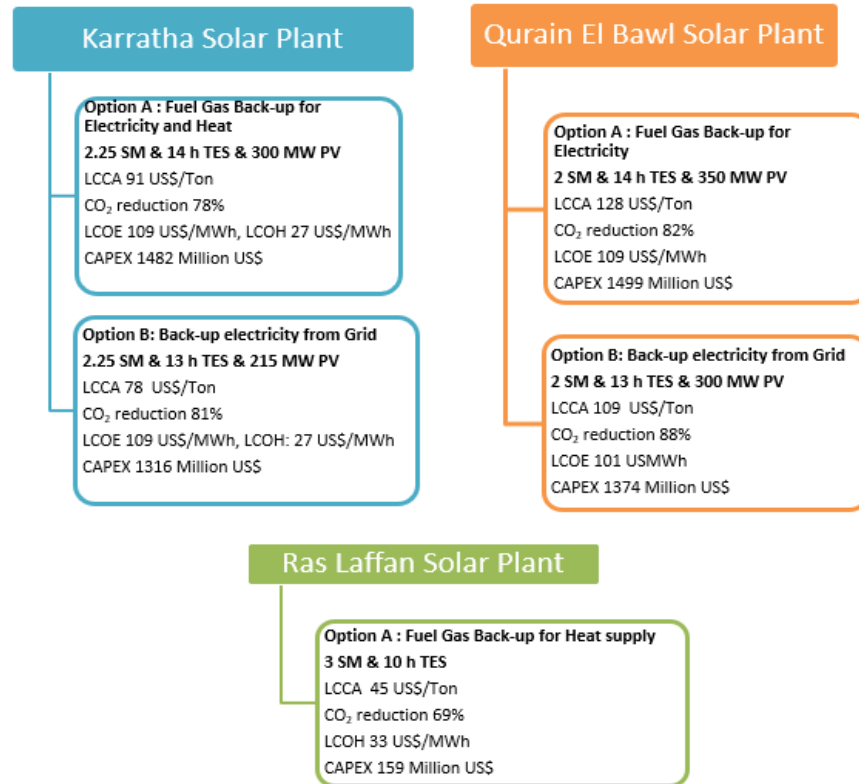 Karratha Solar Plant
Option A : Fuel Gas Back-up for
Electricity and Heat
2.25 SM & 14 h TES & 300 MW PV
LCCA 91 US$/Ton
CO₂ reduction 78%
LCOE 109 US$/MWh, LCOH 27 US$/MWh
CAPEX 1482 Million US$
Option B: Back-up electricity from Grid
2.25 SM & 13 h TES & 215 MW PV
LCCA 78 US$/Ton
CO₂ reduction 81%
LCOE 109 US$/MWh, LCOH: 27 US$/MWh
CAPEX 1316 Million US$
Qurain El Bawl Solar Plant
Option A : Fuel Gas Back-up for
Electricity
2 SM & 14 h TES & 350 MW PV
LCCA 128 US$/Ton
CO₂ reduction 82%
LCOE 109 US$/MWh
CAPEX 1499 Million US$
Option B: Back-up electricity from Grid
2 SM & 13 h TES & 300 MW PV
LCCA 109 US$/Ton
CO₂ reduction 88%
LCOE 101 USMWh
CAPEX 1374 Million US$
Ras Laffan Solar Plant
Option A : Fuel Gas Back-up for Heat supply
3 SM & 10 h TES
LCCA 45 US$/Ton
CO₂ reduction 69%
LCOH 33 US$/MWh
CAPEX 159 Million US$